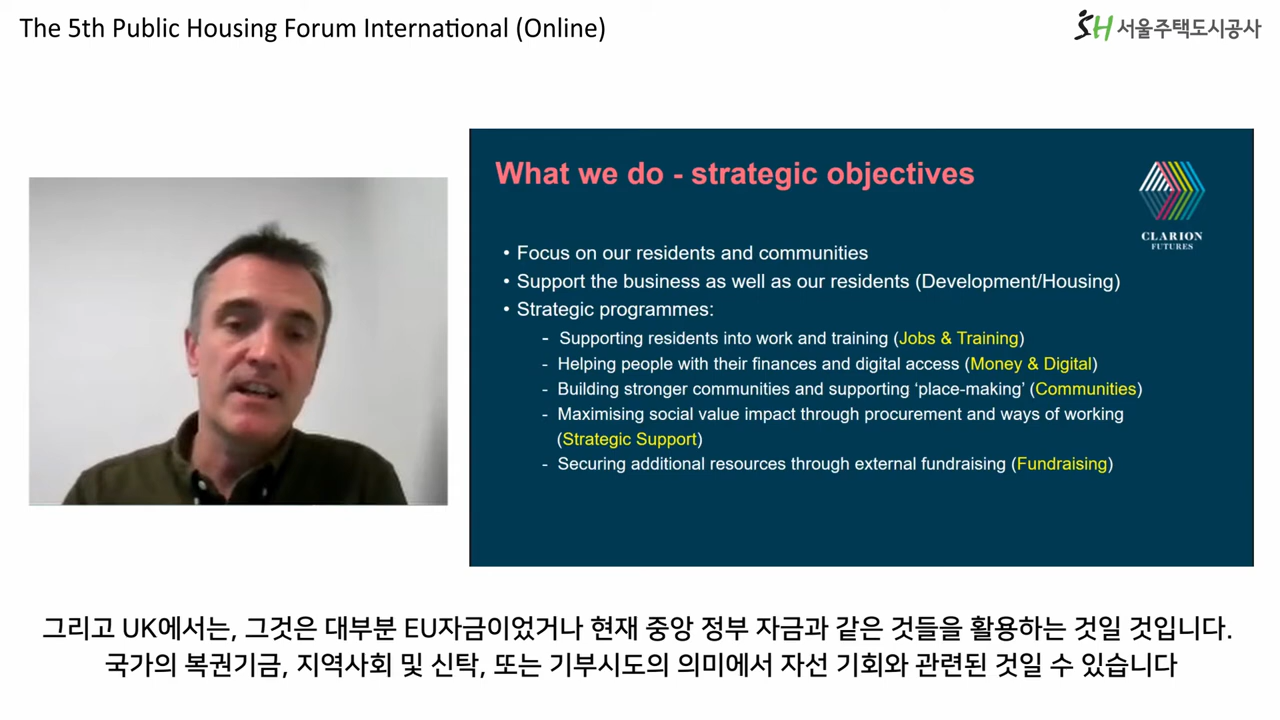 The 5th Public Housing Forum International (Online)
SH 서울주택도시공사
What we do - strategic objectives
CLARION
FUTURES
• Focus on our residents and communities
• Support the business as well as our residents (Development/Housing)
• Strategic programmes:
- Supporting residents into work and training (Jobs & Training)
- Helping people with their finances and digital access (Money & Digital)
- Building stronger communities and supporting ‘place-making’ (Communities)
- Maximising social value impact through procurement and ways of working
(Strategic Support)
- Securing additional resources through external fundraising (Fundraising)
그리고 UK에서는, 그것은 대부분 EU자금이었거나 현재 중앙 정부 자금과 같은 것들을 활용하는 것일 것입니다.
국가의 복권기금, 지역사회 및 신탁, 또는 기부시도의 의미에서 자선 기회와 관련된 것일 수 있습니다